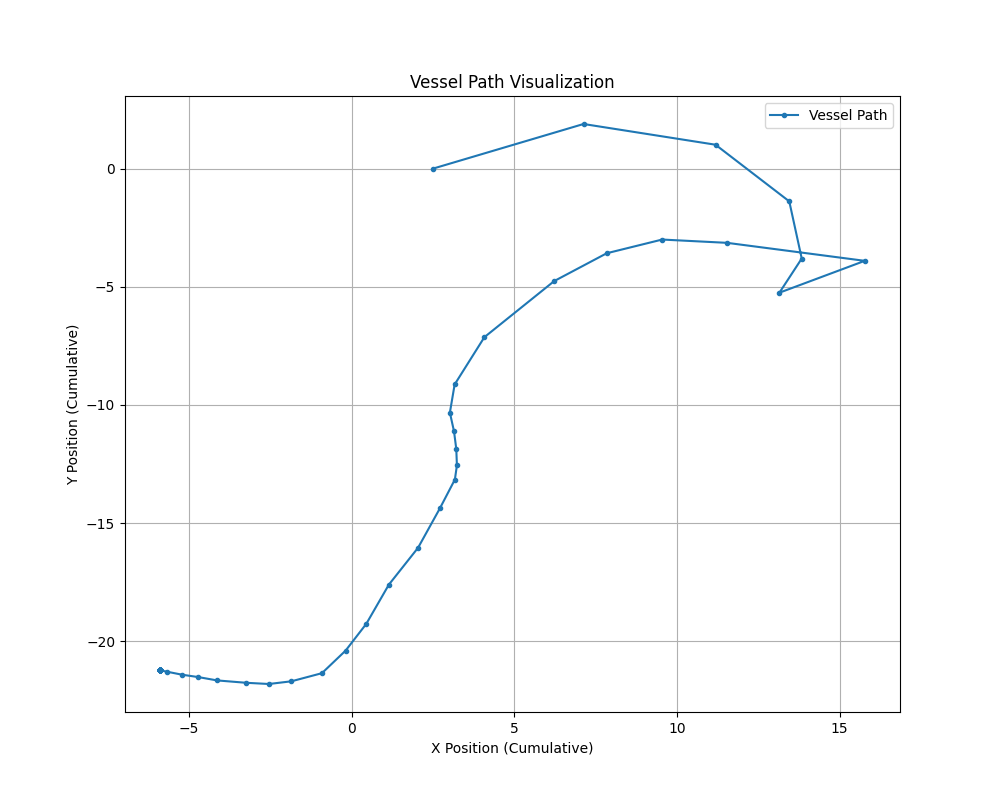 Vessel Path Visualization
Vessel Path
0
−5
−10
−15
−20
Y Position (Cumulative)
−5
0
5
10
15
X Position (Cumulative)